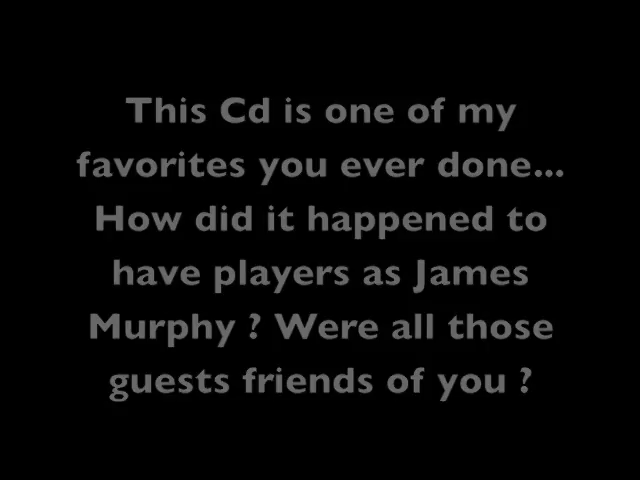 This Cd is one of my
favorites you ever done...
How did it happened to
have players as James
Murphy ? Were all those
guests friends of you ?